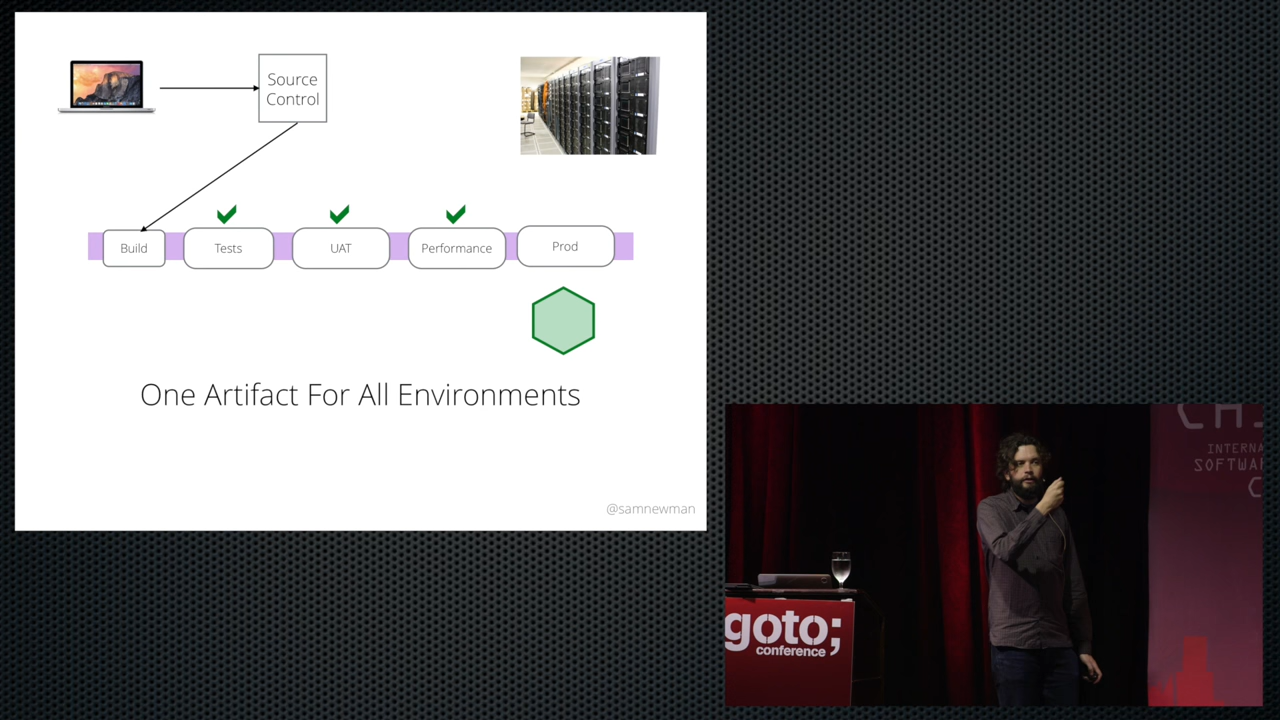 Source
Control
Build
Tests
UAT
Performance
Prod
One Artifact For All Environments
@samnewman
goto;
conference
INTERNA
SOFTWA